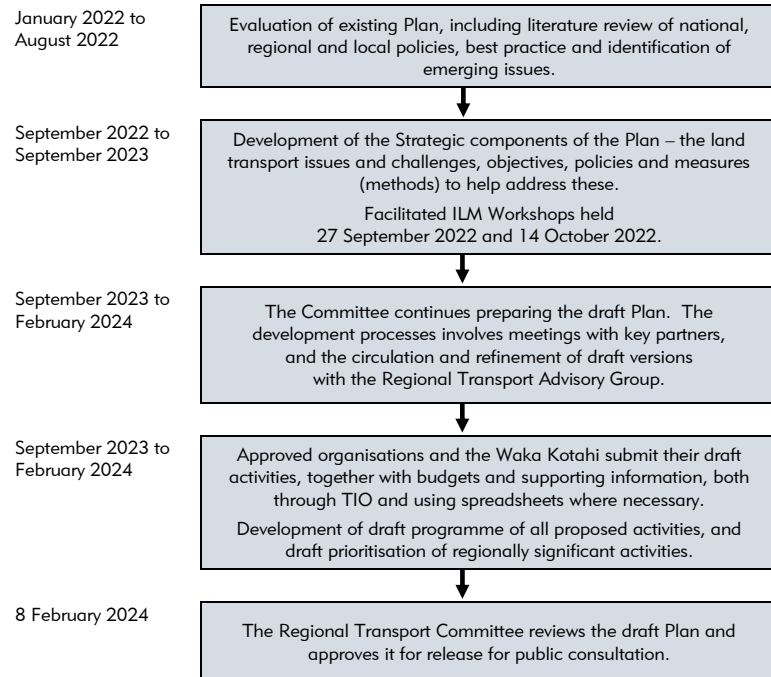 January 2022 to
August 2022
Evaluation of existing Plan, including literature review of national,
regional and local policies, best practice and identification of
emerging issues.
September 2022 to
September 2023
Development of the Strategic components of the Plan – the land
transport issues and challenges, objectives, policies and measures
(methods) to help address these.
Facilitated ILM Workshops held
27 September 2022 and 14 October 2022.
September 2023 to
February 2024
The Committee continues preparing the draft Plan. The
development processes involves meetings with key partners,
and the circulation and refinement of draft versions
with the Regional Transport Advisory Group.
September 2023 to
February 2024
Approved organisations and the Waka Kotahi submit their draft
activities, together with budgets and supporting information, both
through TIO and using spreadsheets where necessary.
Development of draft programme of all proposed activities, and
draft prioritisation of regionally significant activities.
8 February 2024
The Regional Transport Committee reviews the draft Plan and
approves it for release for public consultation.